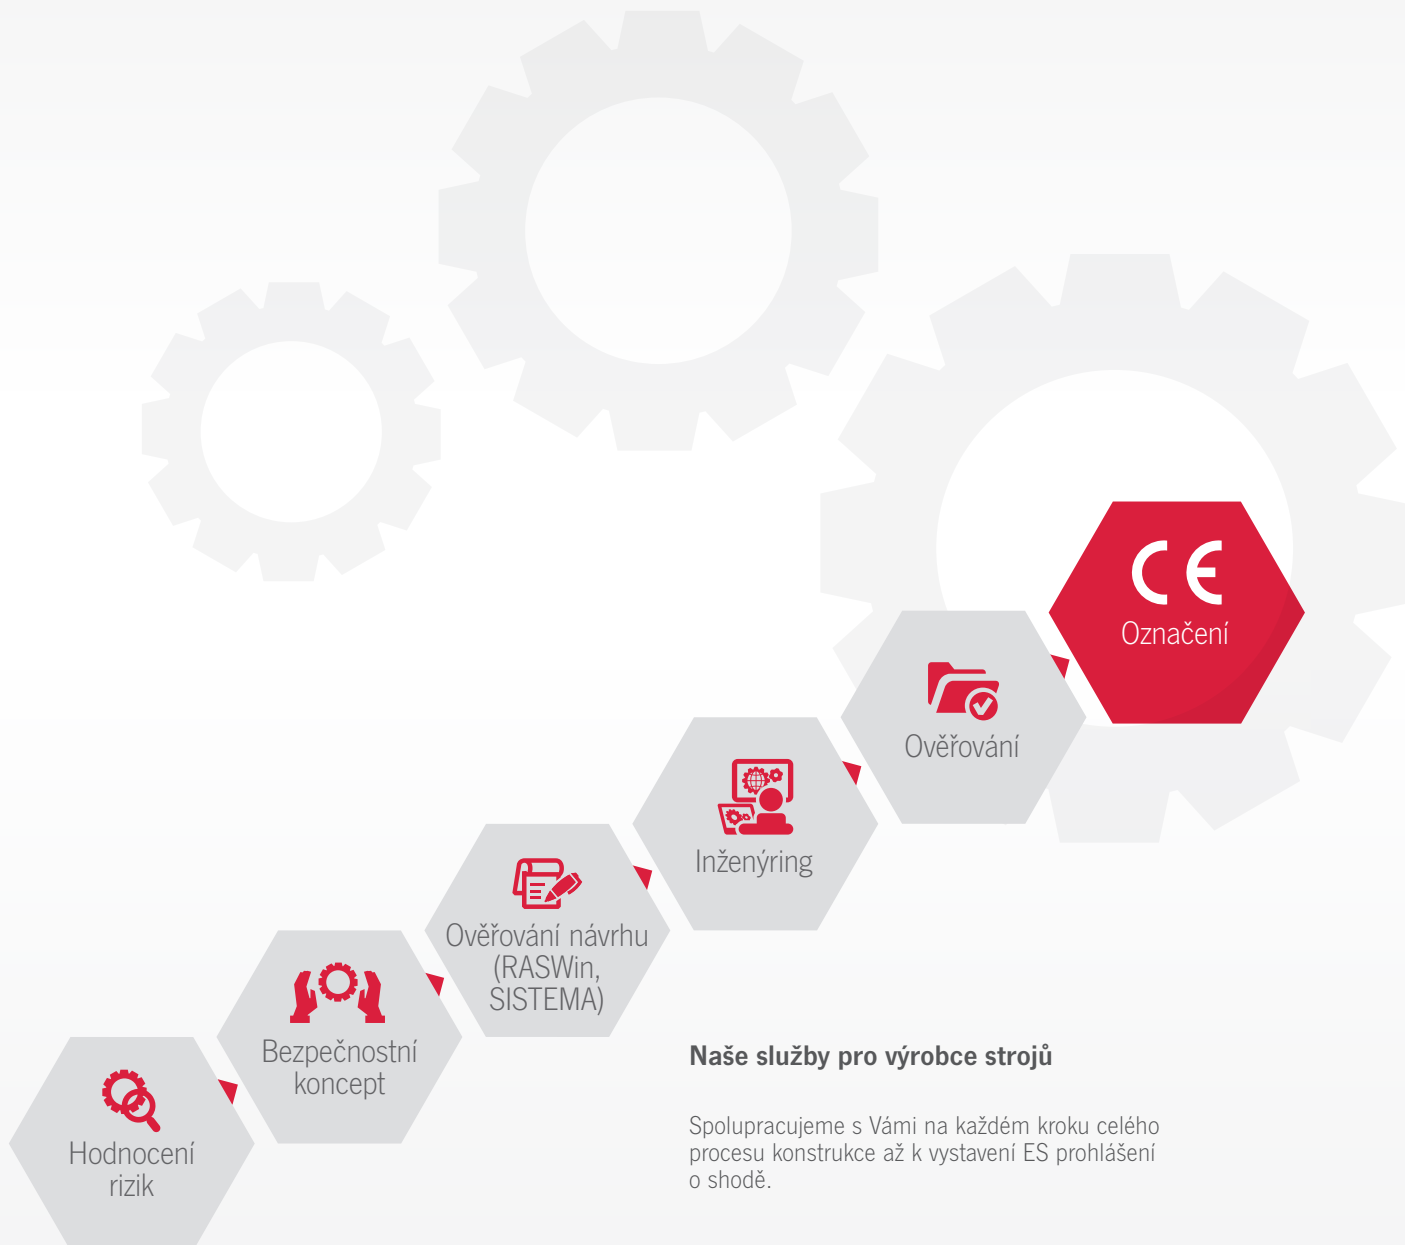 CE
Označení
Ověřování
Inženýring
Ověřování návrhu
(RASWin,
SISTEMA)
Bezpečnostní
koncept
Hodnocení
rizik
Naše služby pro výrobce strojů
Spolupracujeme s Vámi na každém kroku celého
procesu konstrukce až k vystavení ES prohlášení
o shodě.